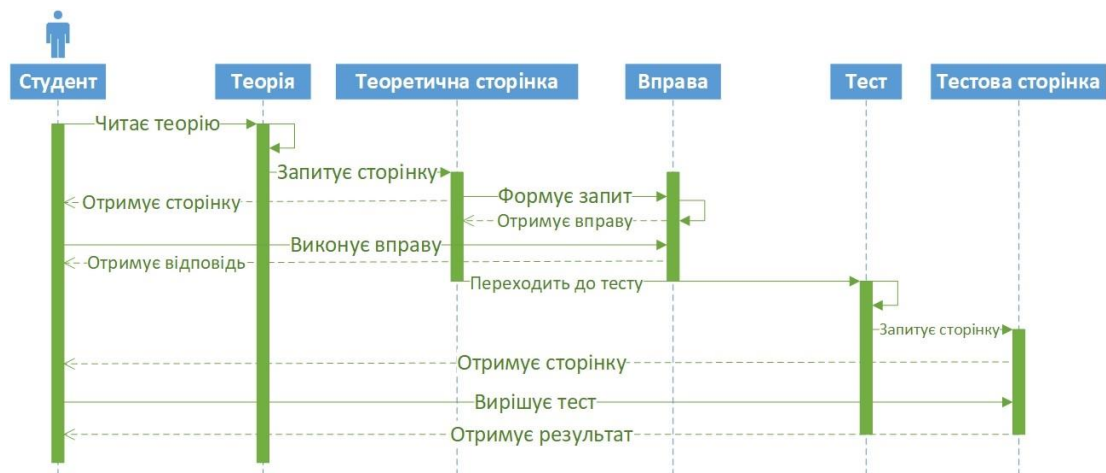 Студент
Теорія
Теоретична сторінка
Вправа
Тест
Тестова сторінка
Читає теорію
Запитує сторінку
Формує запит
Отримує сторінку
Отримує вправу
Виконує вправу
Отримує відповідь
Переходить до тесту
Запитує сторінку
Отримує сторінку
Вирішує тест
Отримує результат